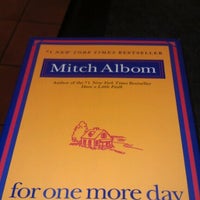 #1 NEW YORK TIMES BESTSELLER
Mitch Albom
Author of the #1 New York Times Bestseller
Have a Little Faith
for one more day